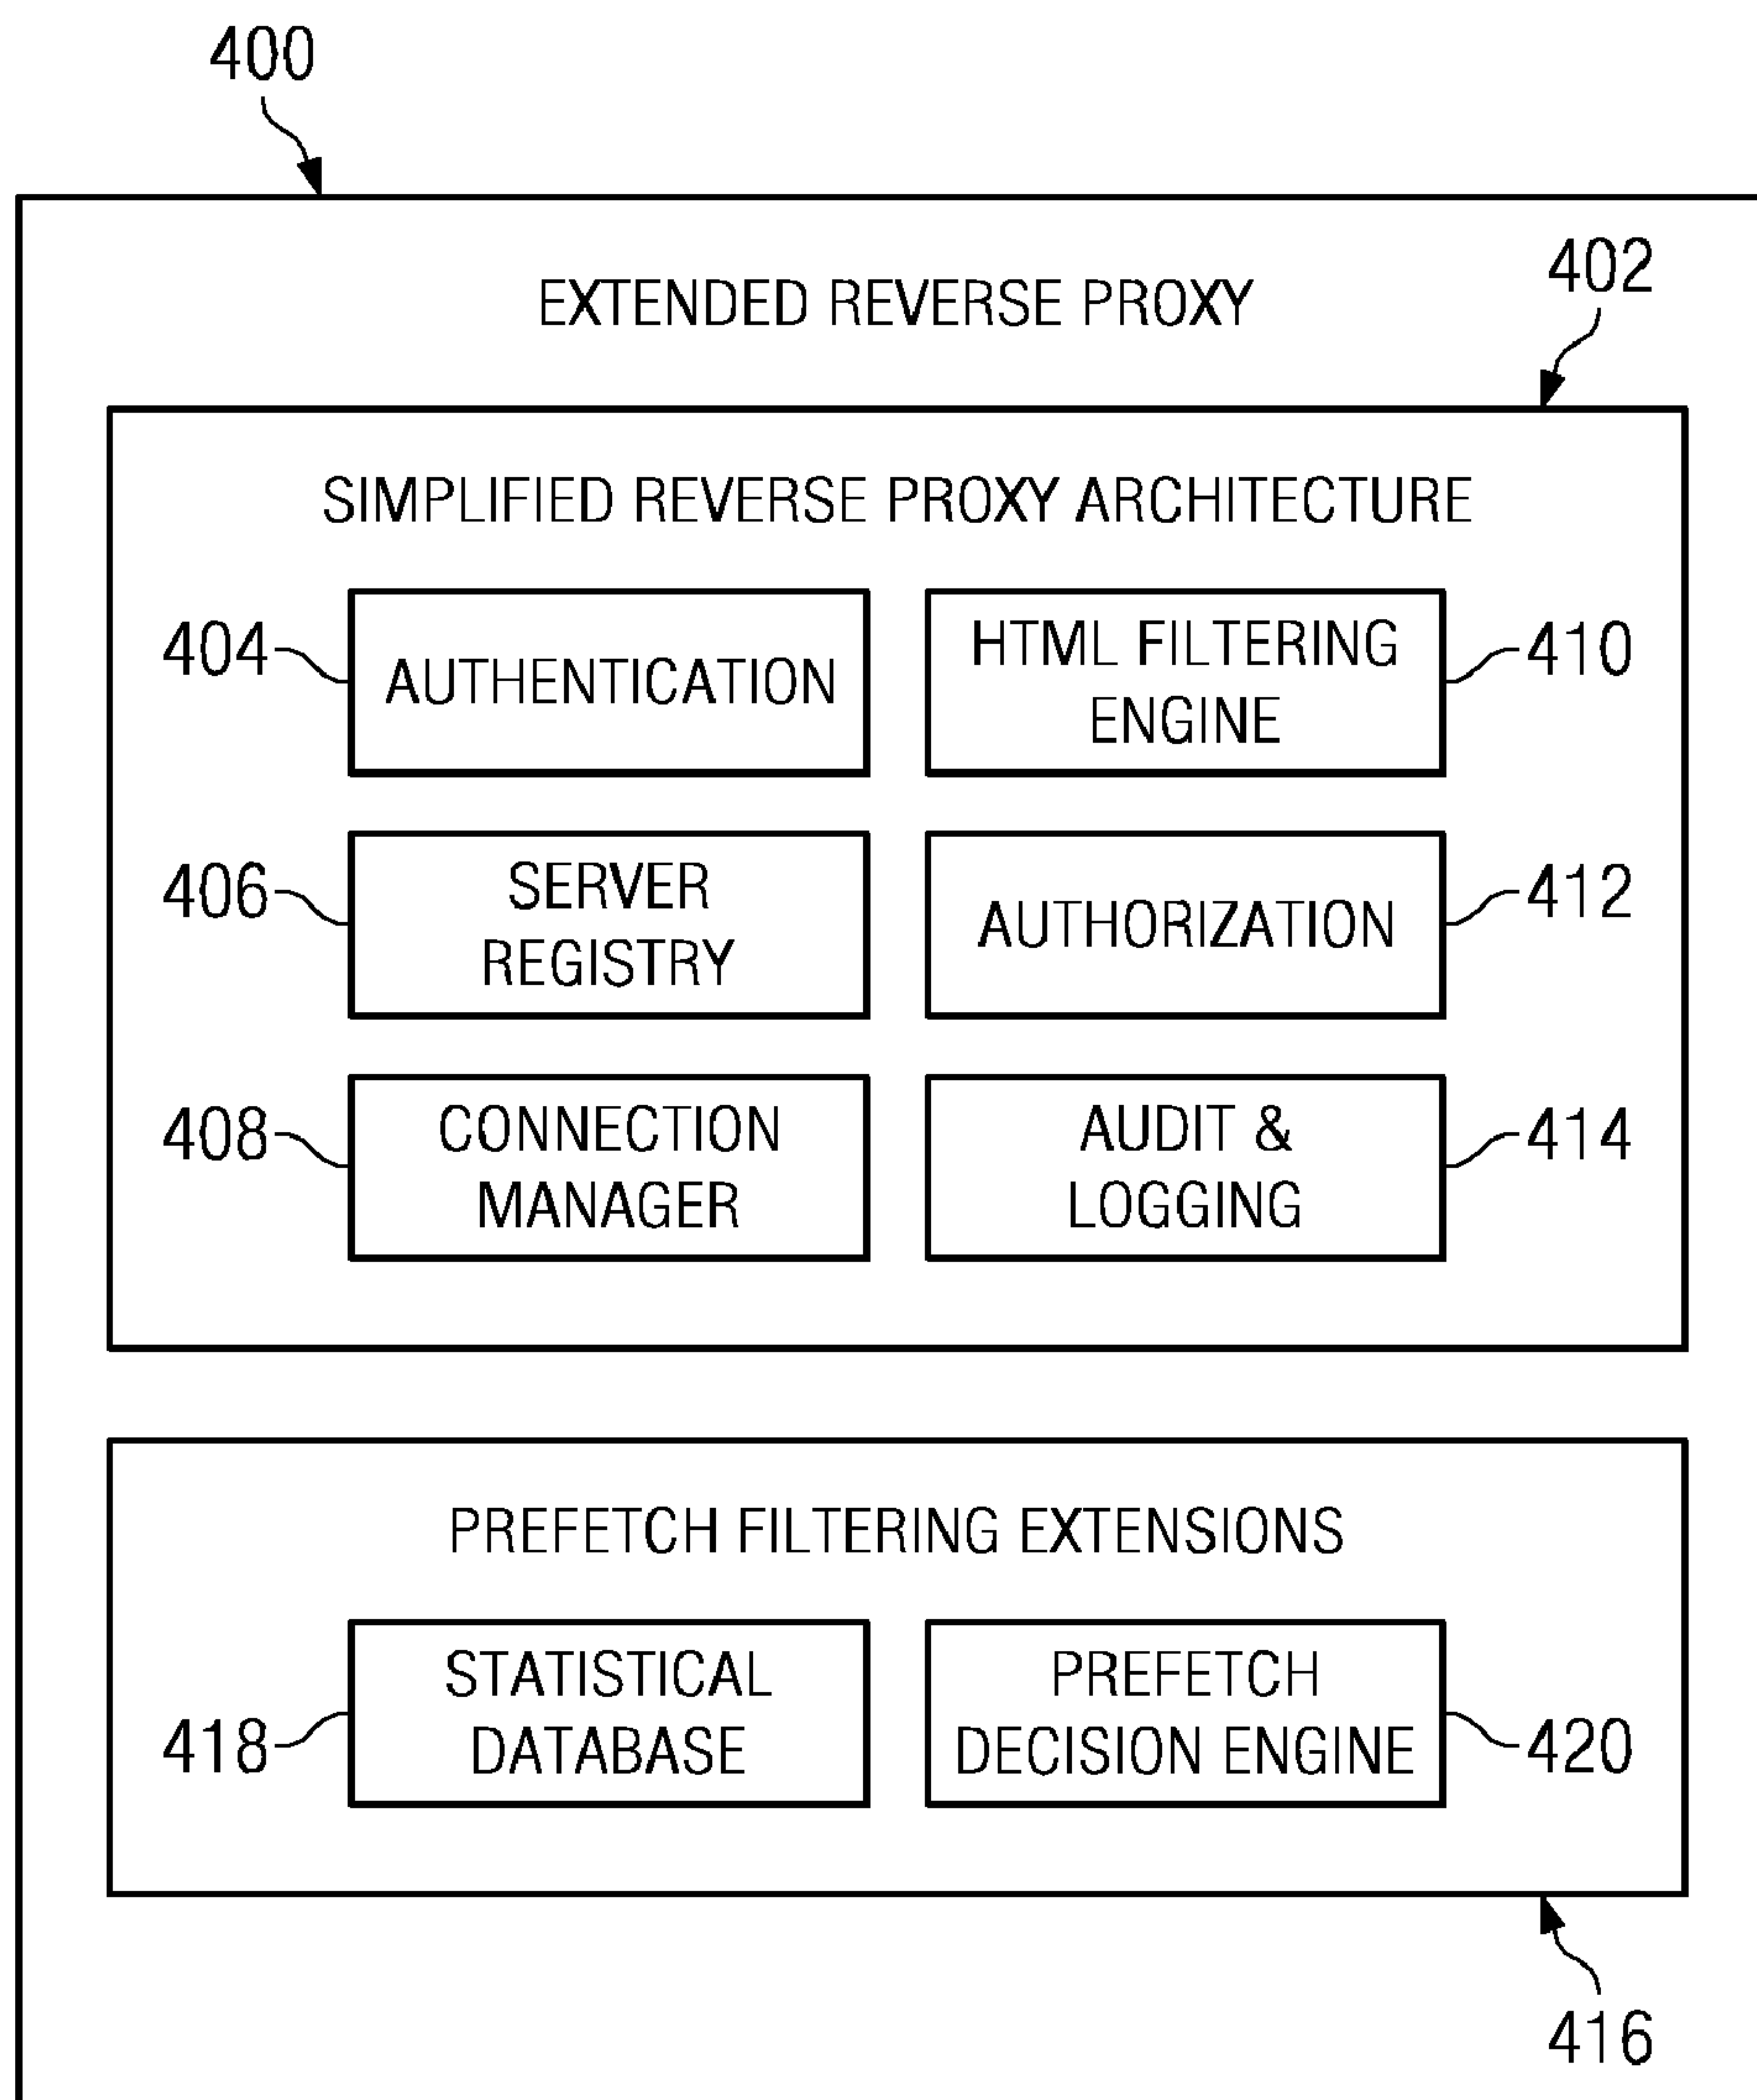 400
EXTENDED REVERSE PROXY
402
SIMPLIFIED REVERSE PROXY ARCHITECTURE
404
AUTHENTICATION
HTML FILTERING
ENGINE
410
406
SERVER
REGISTRY
AUTHORIZATION
412
408
CONNECTION
MANAGER
AUDIT &
LOGGING
414
PREFETCH FILTERING EXTENSIONS
418
STATISTICAL
DATABASE
PREFETCH
DECISION ENGINE
420
416